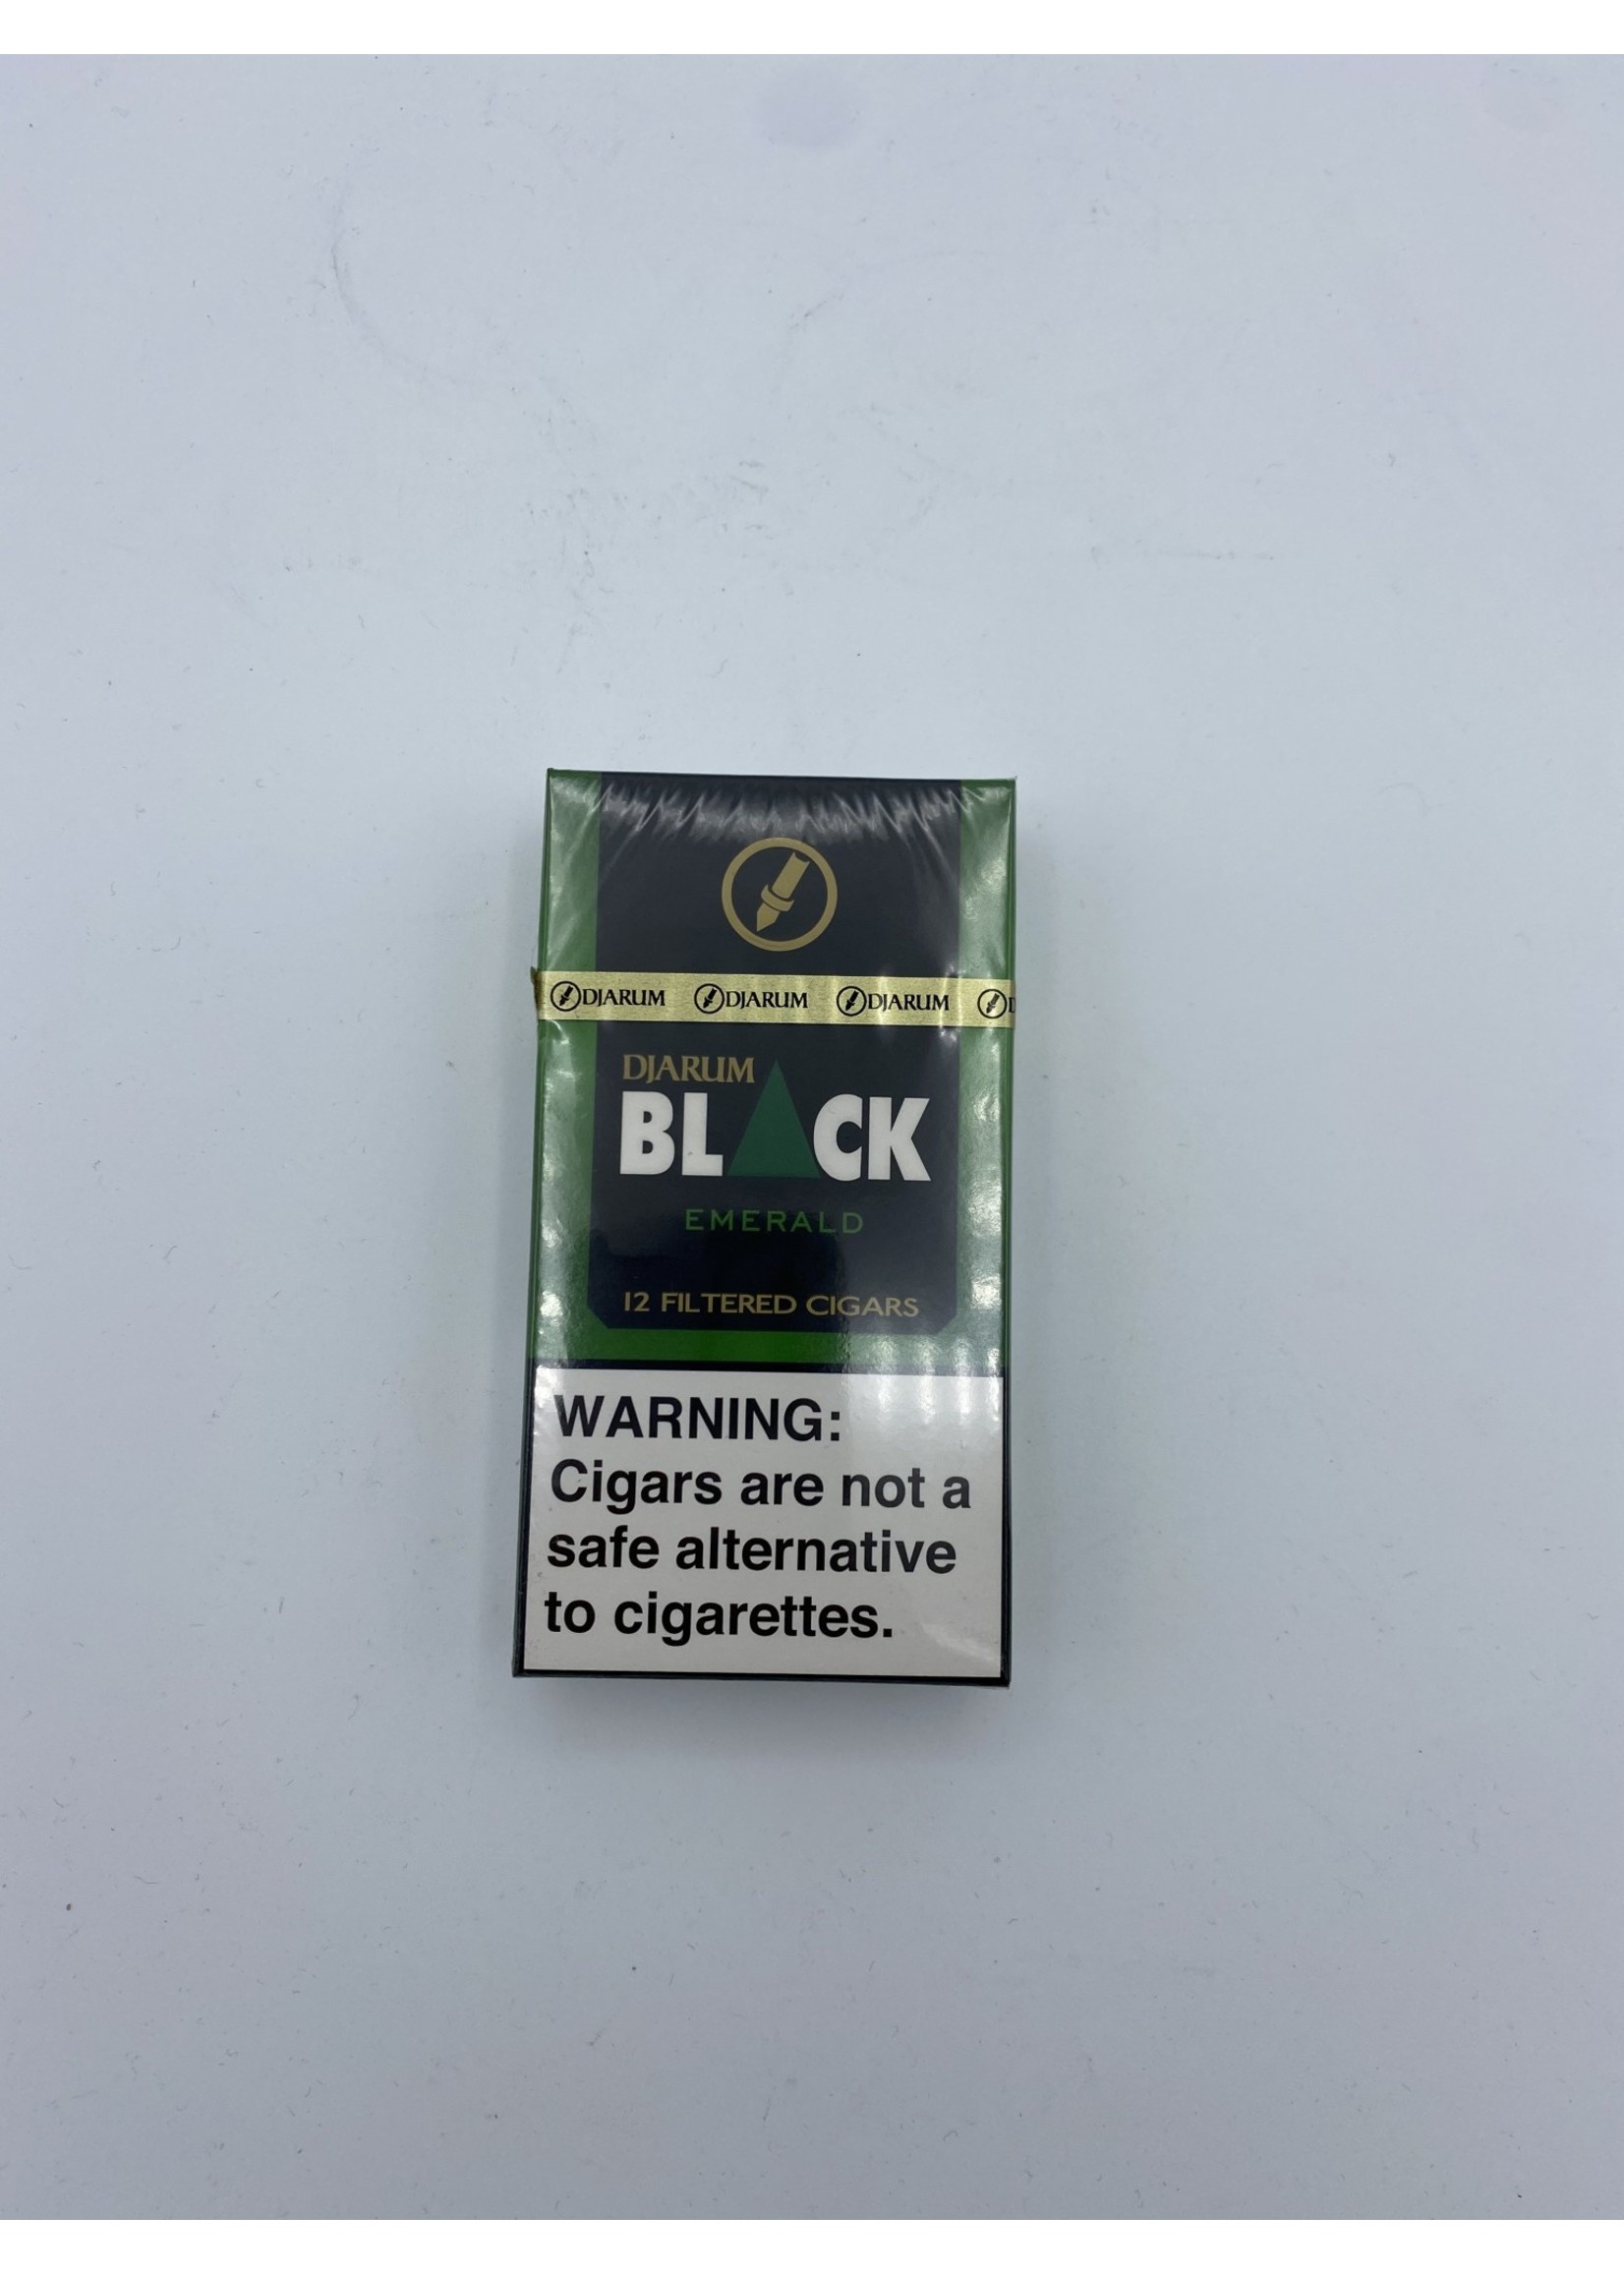 DJARUM DJARUM DJARUM D
DJARUM
BLACK
EMERALD
12 FILTERED CIGARS
WARNING:
Cigars are not a
safe alternative
to cigarettes.